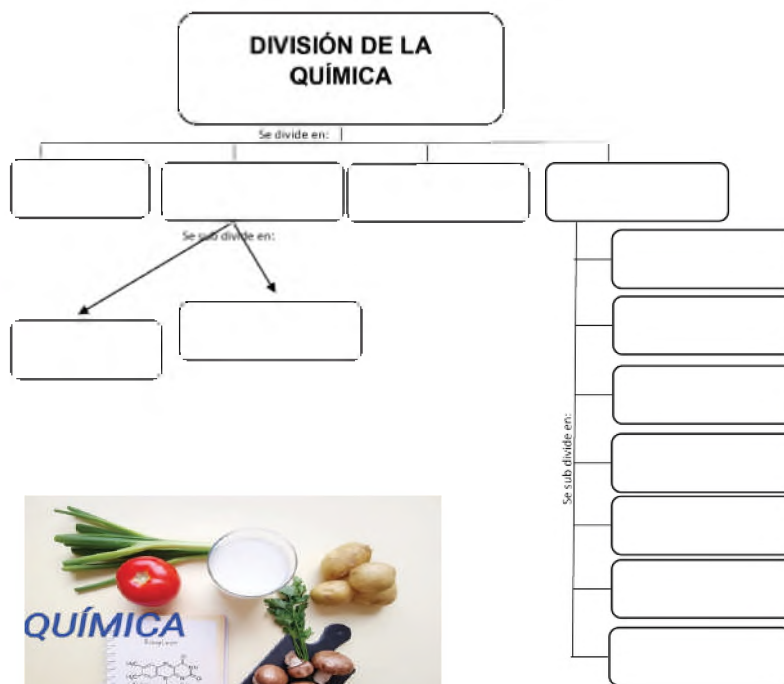 DIVISIÓN DE LA
QUÍMICA
Se divide en:
Se sub divide en:
Se sub divide en:
QUÍMICA